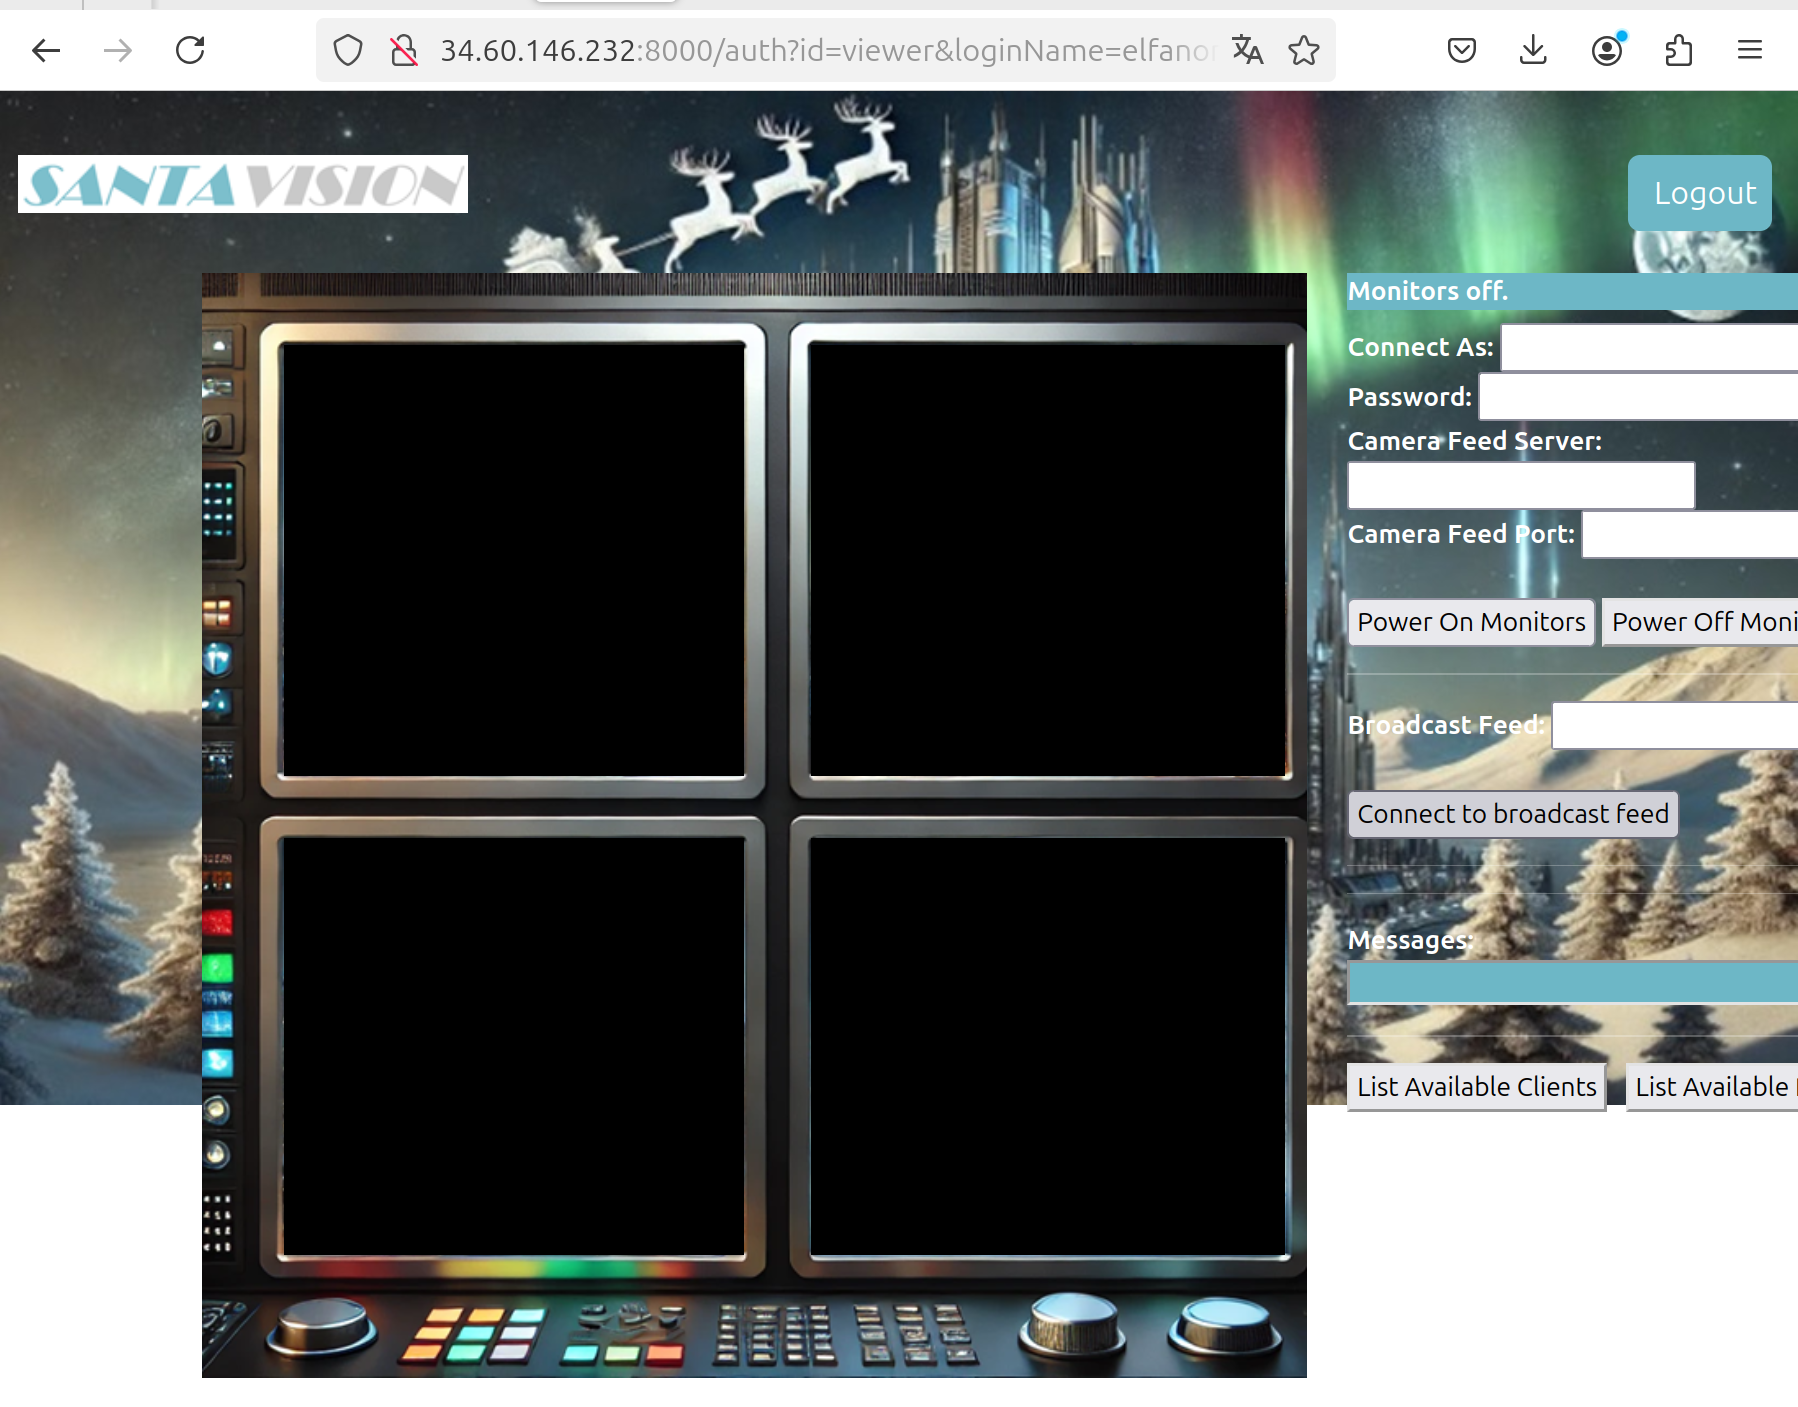 34.60.146.232:8000/auth?id=viewer&loginName=elfanon
SANTAVISION
Logout
Monitors off.
Connect As:
Password:
Camera Feed Server:
Camera Feed Port:
Power On Monitors
Power Off Moni
Broadcast Feed:
Connect to broadcast feed
Messages:
List Available Clients
List Available